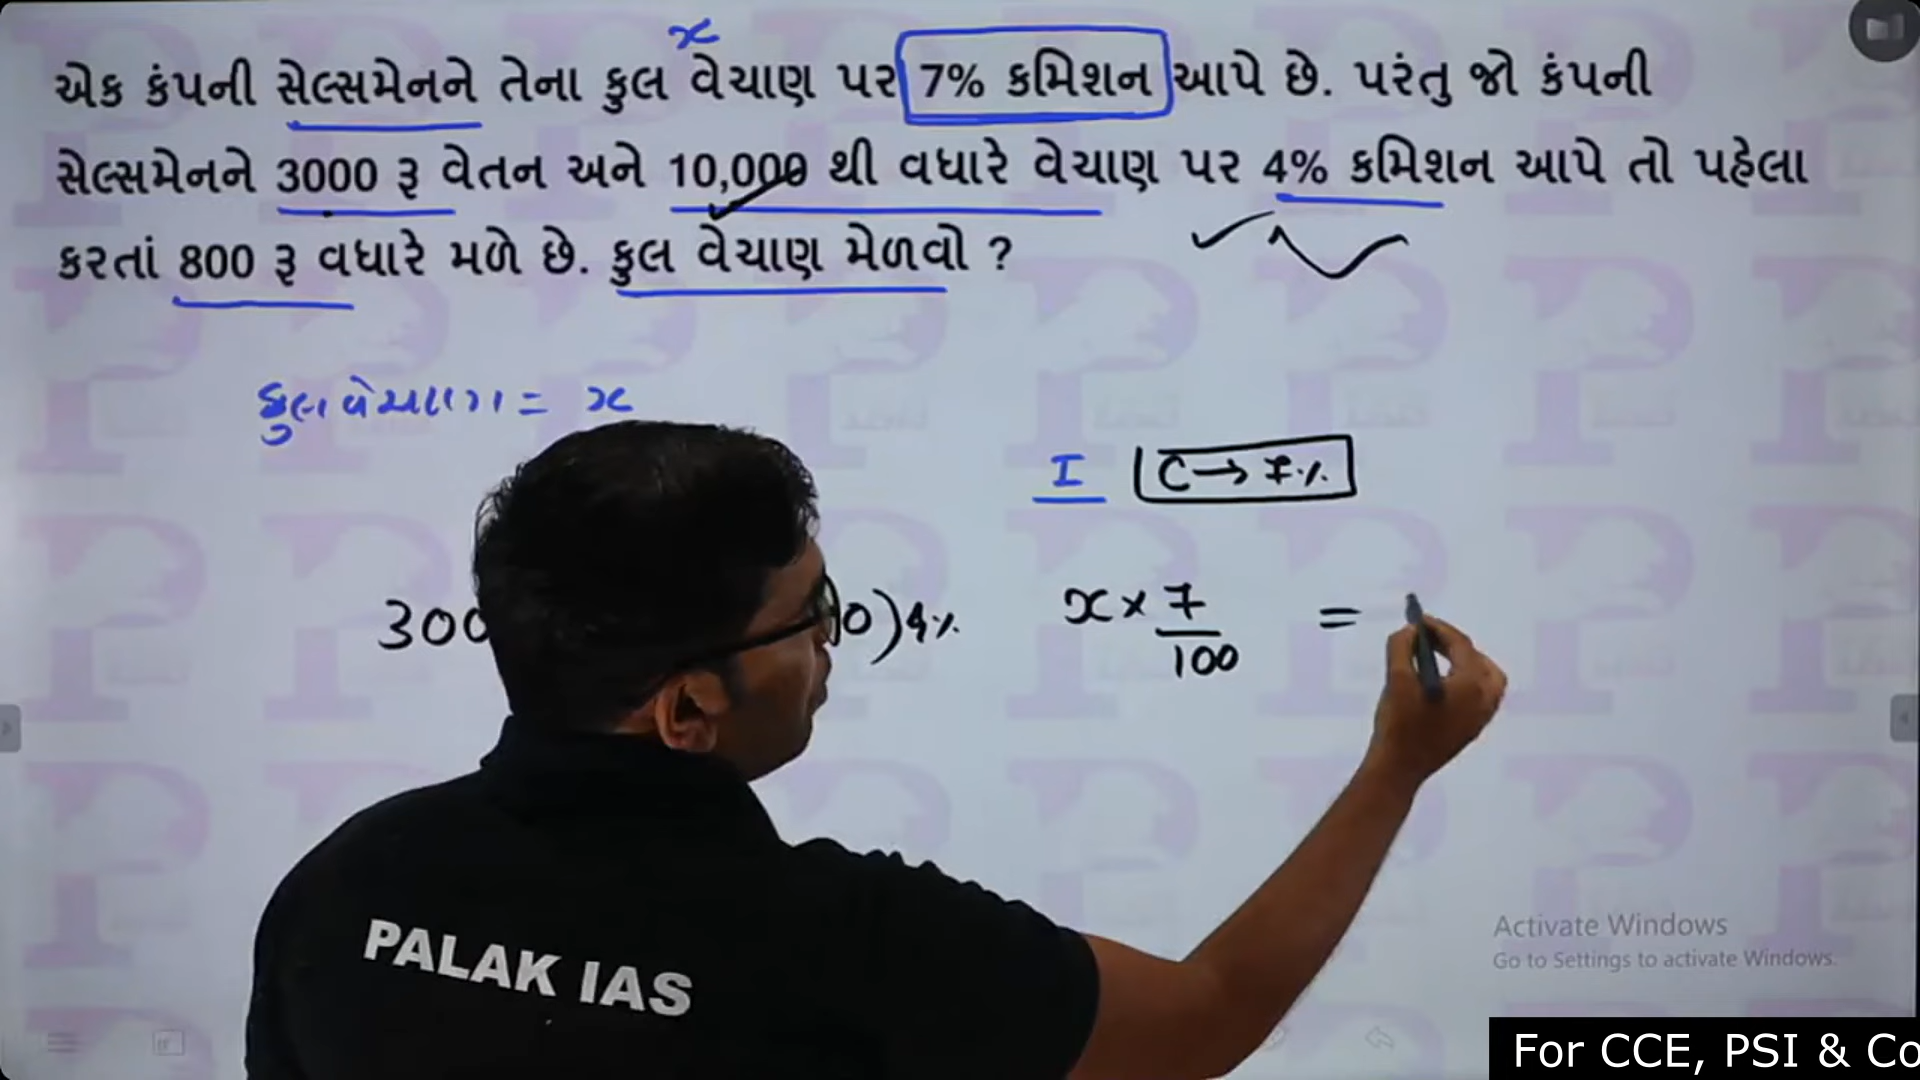 x
એક કંપની સેલ્સમેનને તેના કુલ વેચાણ પર 7% કમિશન આપે છે. પરંતુ જો કંપની
સેલ્સમેનને 3000 રૂ વેતન અને 10,000 થી વધારે વેચાણ પર 4% કમિશન આપે તો પહેલા
કરતાં 800 રૂ વધારે મળે છે. કુલ વેચાણ મેળવો ?
કુલ વેચાણ = x
I C → 7%
300 0) 4% x × 7/100 =
PALAK IAS
Activate Windows
Go to Settings to activate Windows.
For CCE, PSI & Co